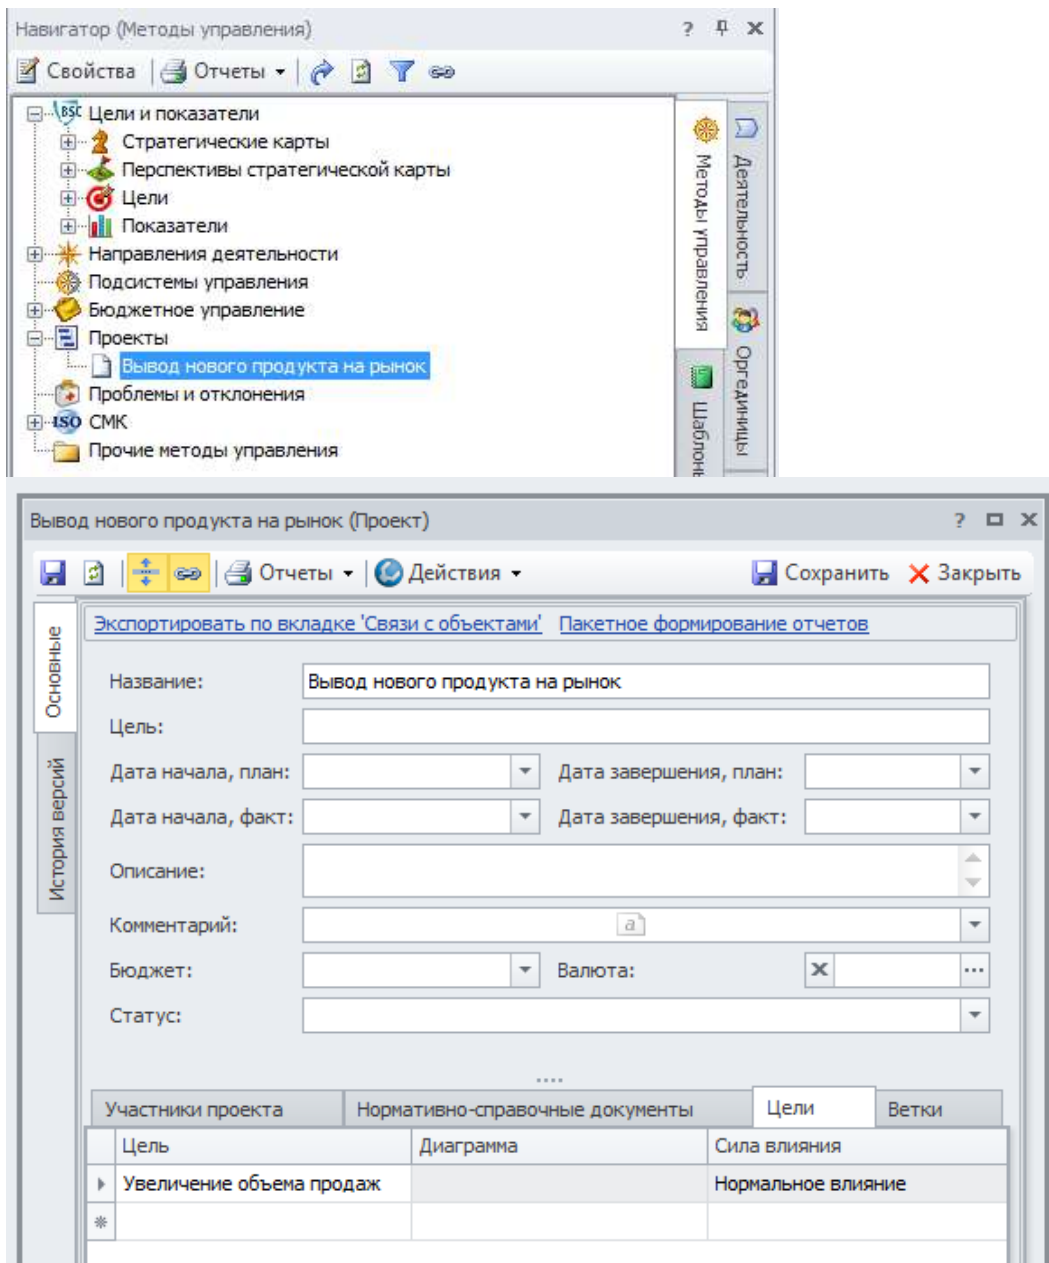 Навигатор (Методы управления)
Свойства Отчеты
BSC Цели и показатели
Стратегические карты
Перспективы стратегической карты
Цели
Показатели
Направления деятельности
Подсистемы управления
Бюджетное управление
Проекты
Вывод нового продукта на рынок
Проблемы и отклонения
ISO СМК
Прочие методы управления
Методы управления
Шаблоны
Деятельность
Оргединицы
Вывод нового продукта на рынок (Проект)
Отчеты Действия Сохранить Закрыть
Основные
История версий
Экспортировать по вкладке 'Связи с объектами' Пакетное формирование отчетов
Название: Вывод нового продукта на рынок
Цель:
Дата начала, план: Дата завершения, план:
Дата начала, факт: Дата завершения, факт:
Описание:
Комментарий: a
Бюджет: Валюта:
Статус:
Участники проекта Нормативно-справочные документы Цели Ветки
Цель Диаграмма Сила влияния
Увеличение объема продаж Нормальное влияние